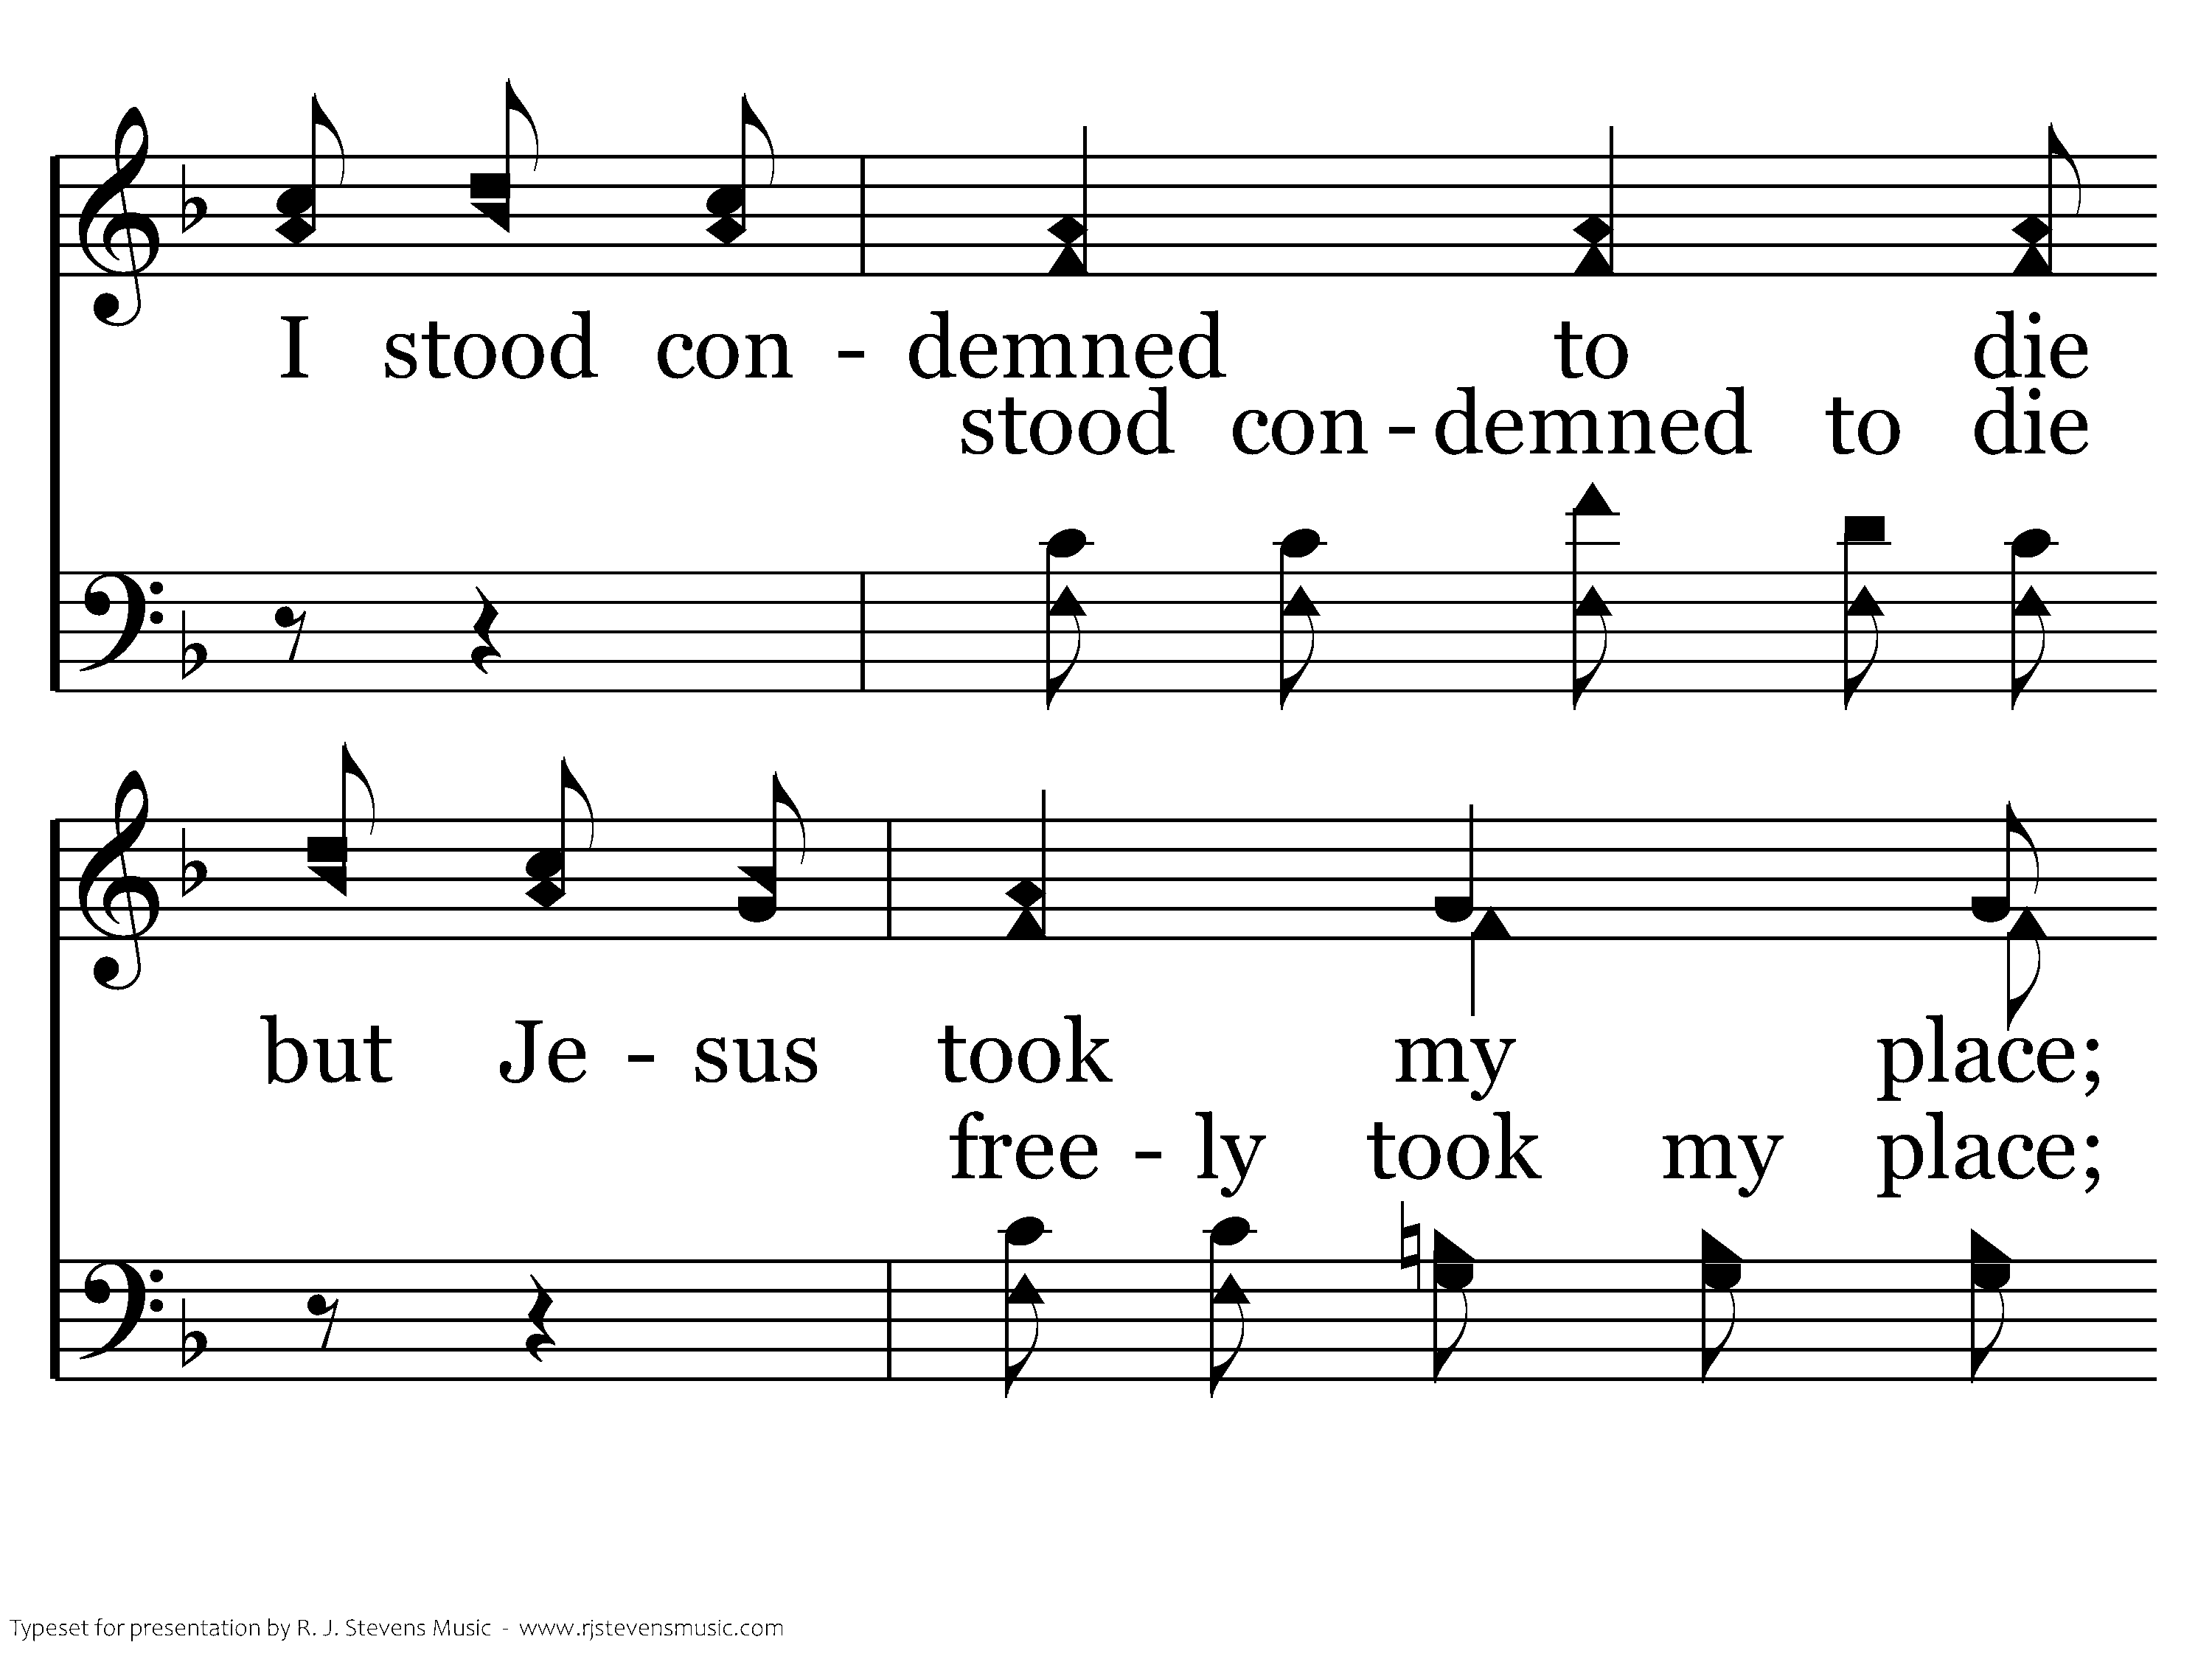 I stood con - demned to die
stood con - demned to die
but Je - sus took my place;
free - ly took my place;
Typeset for presentation by R. J. Stevens Music - www.rjstevensmusic.com